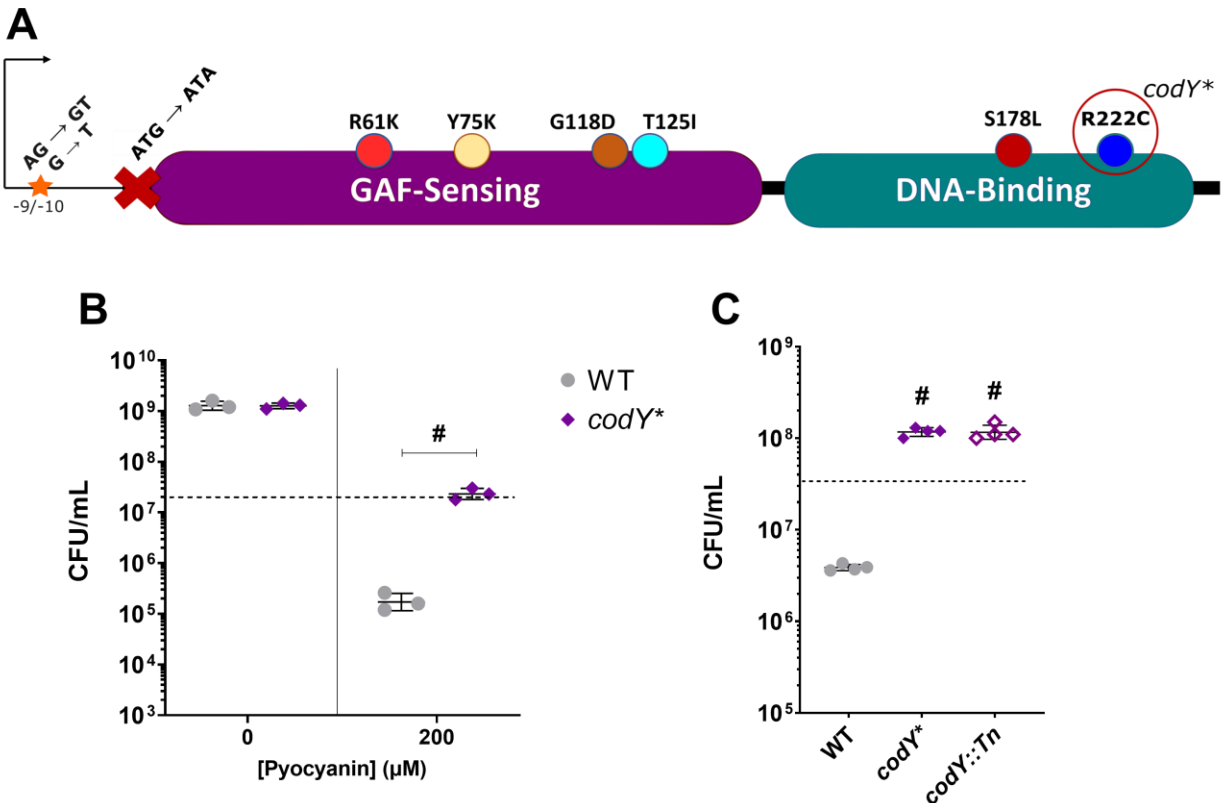 A
AG → GT
G → T
ATG → ATA
-9/-10
R61K
Y75K
G118D
T125I
S178L
R222C
codY*
GAF-Sensing
DNA-Binding
B
CFU/mL
10^10
10^9
10^8
10^7
10^6
10^5
10^4
10^3
#
0
200
[Pyocyanin] (μM)
WT
codY*
C
CFU/mL
10^9
10^8
10^7
10^6
10^5
#
#
WT
codY*
codY::Tn